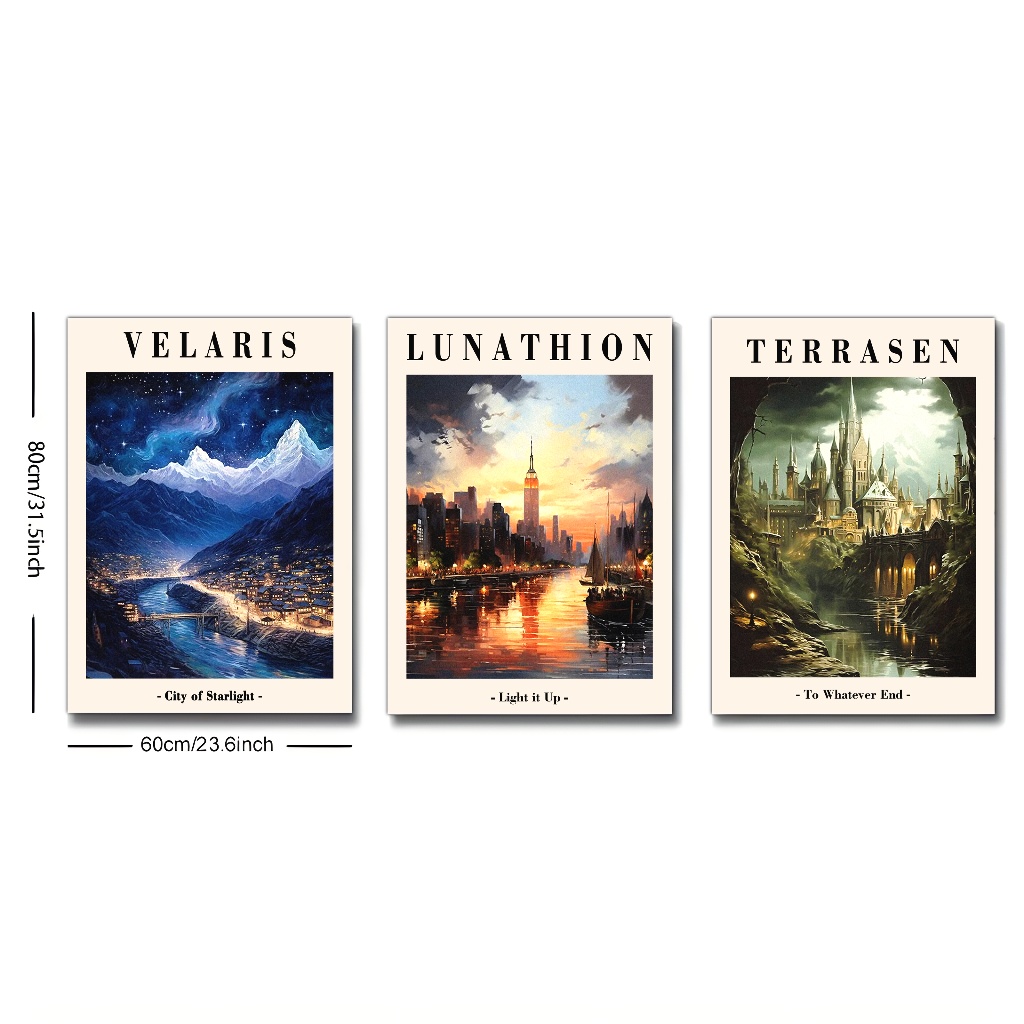 VELARIS
- City of Starlight -
LUNATHION
- Light it Up -
TERRASEN
- To Whatever End -
80cm/31.5inch
60cm/23.6inch